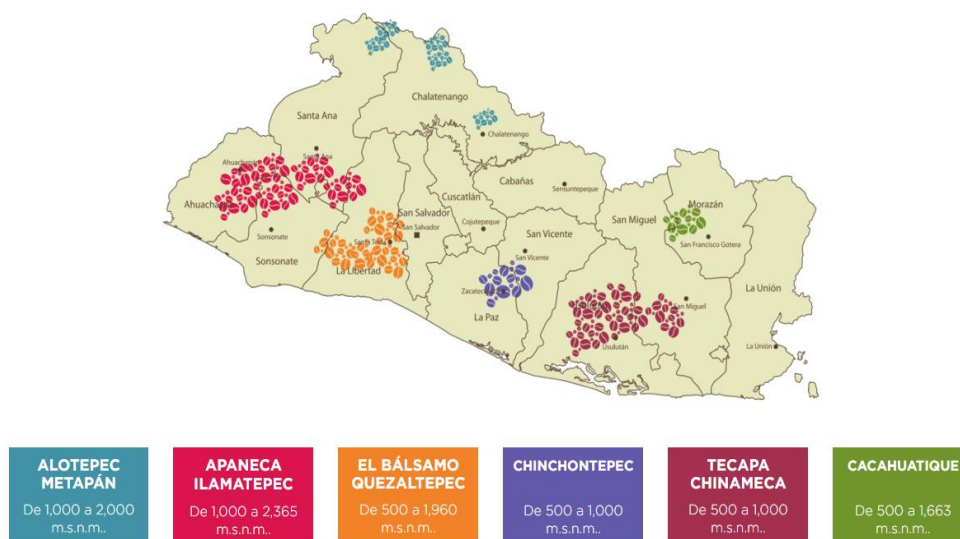 Chalatenango
Santa Ana
Chalatenango
Ahuachapán
Santa Ana
Cabañas
Sensuntepeque
Cuscatlán
Morazán
Ahuachapán
San Salvador
San Salvador
Cojutepeque
San Miguel
San Francisco Gotera
Sonsonate
Santa Tecla
San Vicente
San Vicente
Sonsonate
La Libertad
La Unión
Zacatecoluca
San Miguel
La Paz
Usulután
La Unión
ALOTEPEC
METAPÁN
De 1,000 a 2,000
m.s.n.m..
APANECA
ILAMATEPEC
De 1,000 a 2,365
m.s.n.m..
EL BÁLSAMO
QUEZALTEPEC
De 500 a 1,960
m.s.n.m..
CHINCHONTEPEC
De 500 a 1,000
m.s.n.m..
TECAPA
CHINAMECA
De 500 a 1,000
m.s.n.m..
CACAHUATIQUE
De 500 a 1,663
m.s.n.m..